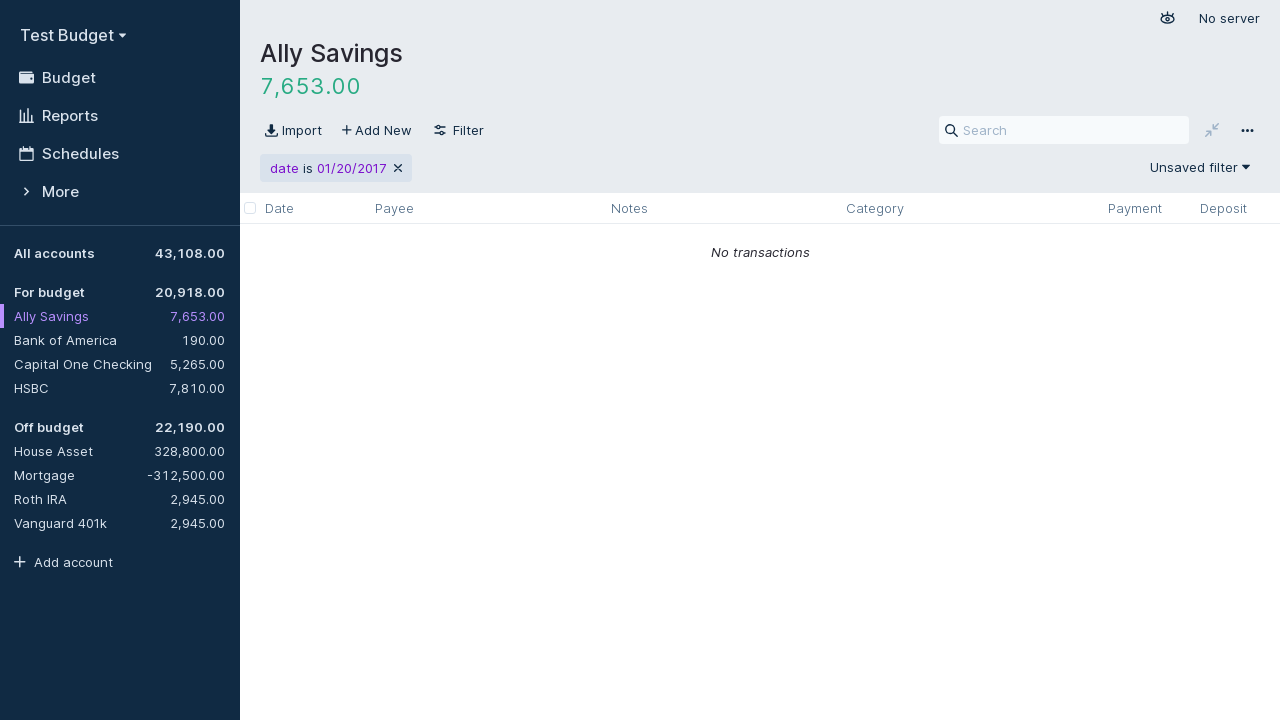 Test Budget
Budget
Reports
Schedules
More
All accounts 43,108.00
For budget 20,918.00
Ally Savings 7,653.00
Bank of America 190.00
Capital One Checking 5,265.00
HSBC 7,810.00
Off budget 22,190.00
House Asset 328,800.00
Mortgage -312,500.00
Roth IRA 2,945.00
Vanguard 401k 2,945.00
Add account
No server
Ally Savings
7,653.00
Import Add New Filter Search
date is 01/20/2017 Unsaved filter
Date Payee Notes Category Payment Deposit
No transactions